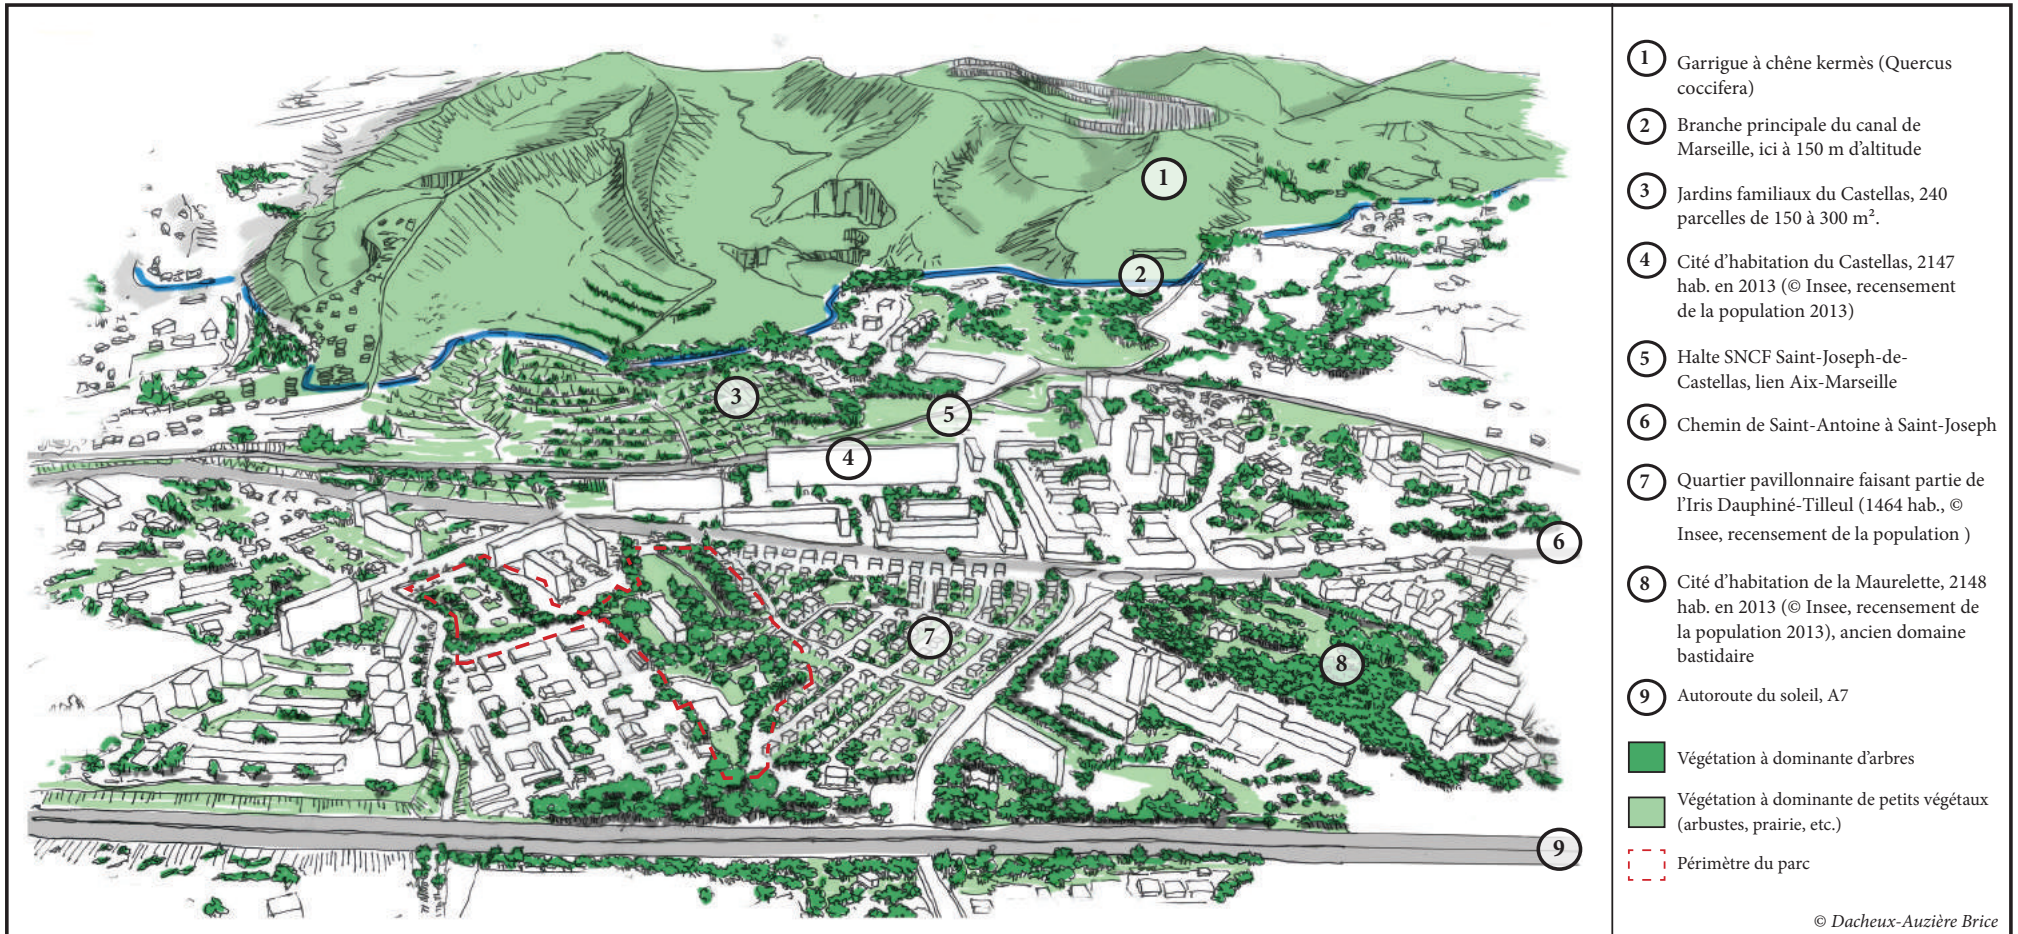 1
2
3
4
5
6
7
8
9
1 Garrigue à chêne kermès (Quercus
coccifera)
2 Branche principale du canal de
Marseille, ici à 150 m d'altitude
3 Jardins familiaux du Castellas, 240
parcelles de 150 à 300 m².
4 Cité d'habitation du Castellas, 2147
hab. en 2013 (© Insee, recensement
de la population 2013)
5 Halte SNCF Saint-Joseph-de-
Castellas, lien Aix-Marseille
6 Chemin de Saint-Antoine à Saint-Joseph
7 Quartier pavillonnaire faisant partie de
l'Iris Dauphiné-Tilleul (1464 hab., ©
Insee, recensement de la population )
8 Cité d'habitation de la Maurelette, 2148
hab. en 2013 (© Insee, recensement de
la population 2013), ancien domaine
bastidaire
9 Autoroute du soleil, A7
Végétation à dominante d'arbres
Végétation à dominante de petits végétaux
(arbustes, prairie, etc.)
Périmètre du parc
© Dacheux-Auzière Brice